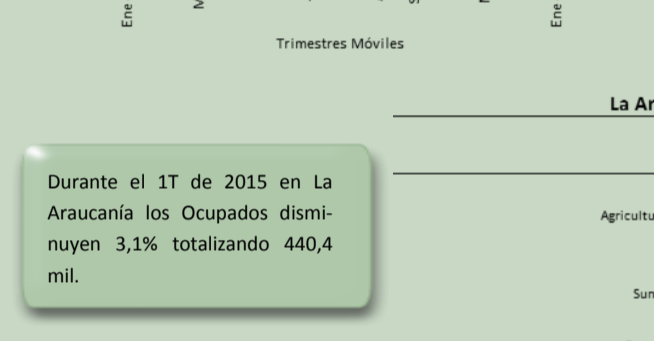 Ene
Ene
Trimestres Móviles
La Ar
Durante el 1T de 2015 en La
Araucanía los Ocupados dismi-
nuyen 3,1% totalizando 440,4
mil.
Agricultu
Sun